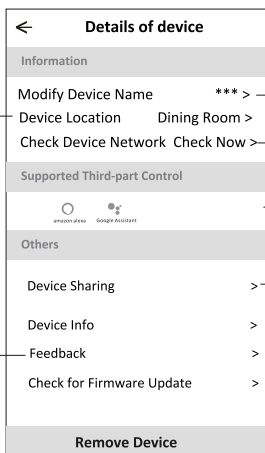 ← Details of device
Information
Modify Device Name *** >
Device Location Dining Room >
Check Device Network Check Now >
Supported Third-part Control
amazon alexa Google Assistant
Others
Device Sharing >
Device Info >
Feedback >
Check for Firmware Update >
Remove Device